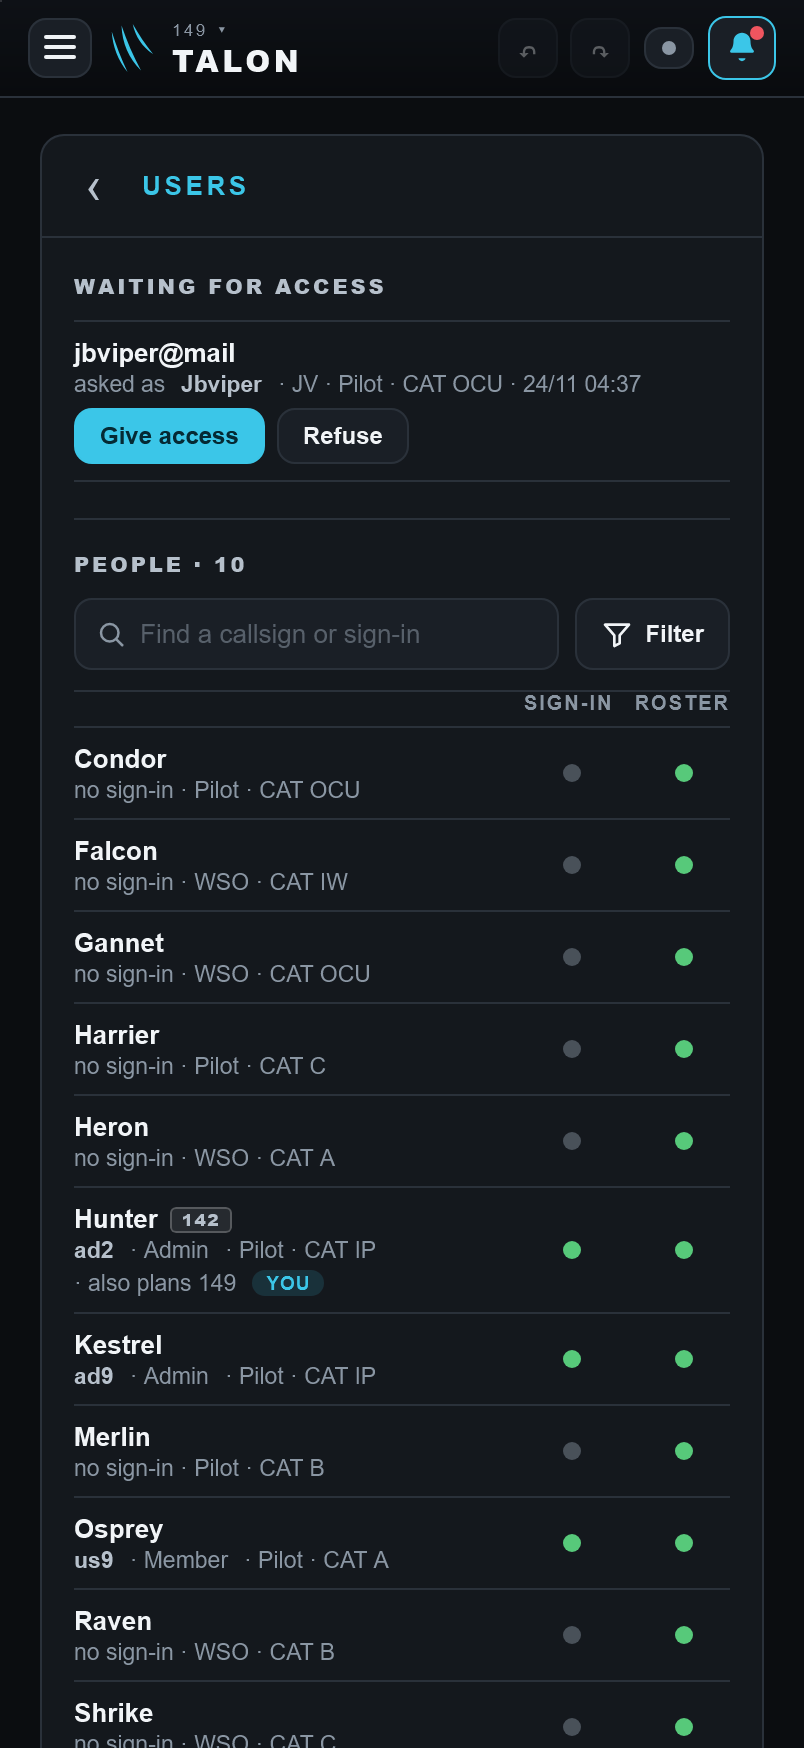 149 ▾
TALON
‹ USERS
WAITING FOR ACCESS
jbviper@mail
asked as Jbviper · JV · Pilot · CAT OCU · 24/11 04:37
Give access Refuse
PEOPLE · 10
Find a callsign or sign-in Filter
SIGN-IN ROSTER
Condor
no sign-in · Pilot · CAT OCU
Falcon
no sign-in · WSO · CAT IW
Gannet
no sign-in · WSO · CAT OCU
Harrier
no sign-in · Pilot · CAT C
Heron
no sign-in · WSO · CAT A
Hunter 142
ad2 · Admin · Pilot · CAT IP
· also plans 149 YOU
Kestrel
ad9 · Admin · Pilot · CAT IP
Merlin
no sign-in · Pilot · CAT B
Osprey
us9 · Member · Pilot · CAT A
Raven
no sign-in · WSO · CAT B
Shrike
no sign-in · WSO · CAT C